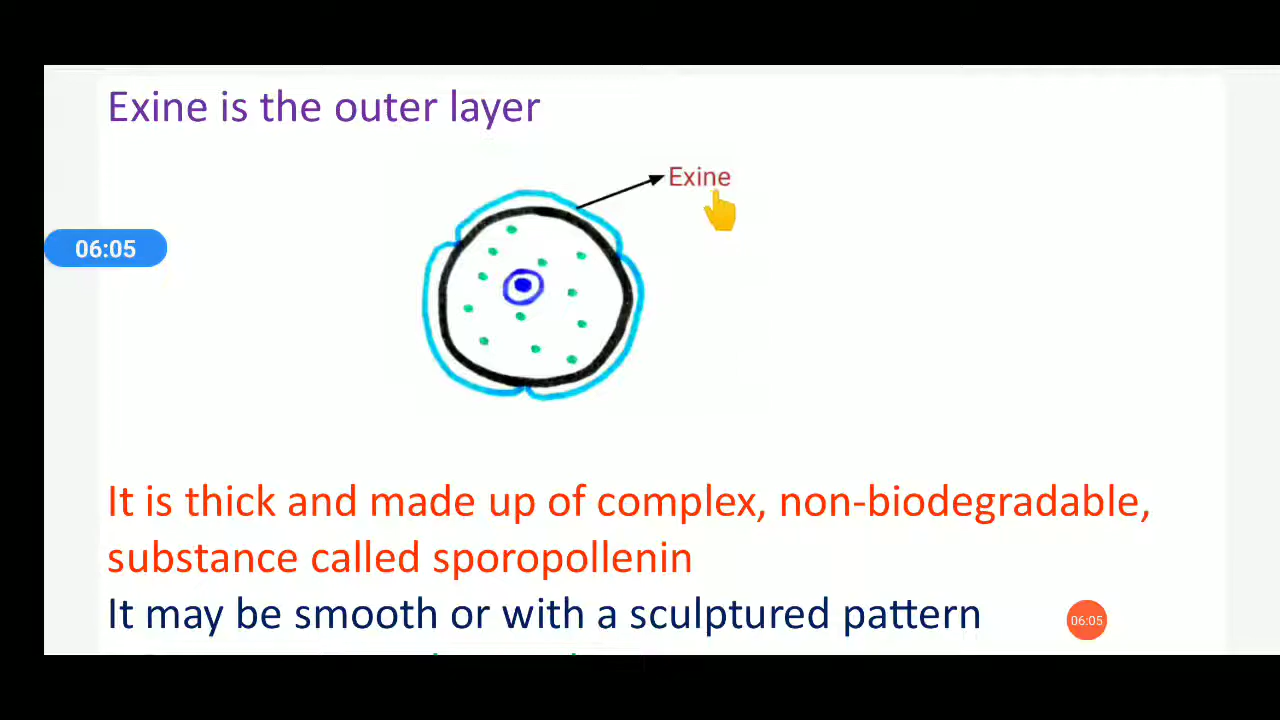 Exine is the outer layer
Exine
06:05
It is thick and made up of complex, non-biodegradable,
substance called sporopollenin
It may be smooth or with a sculptured pattern
06:05